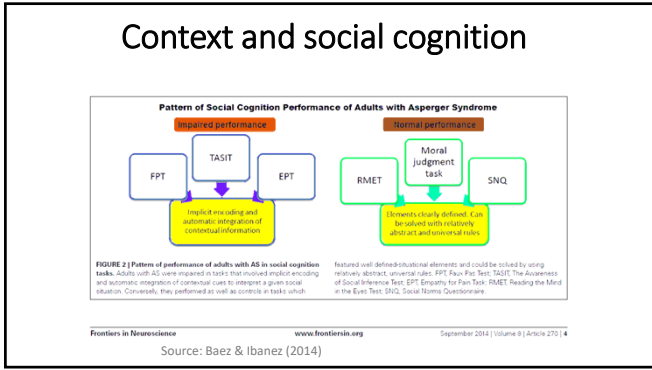 Context and social cognition
Pattern of Social Cognition Performance of Adults with Asperger Syndrome
Impaired performance
Normal performance
FPT
TASIT
EPT
Implicit encoding and
automatic integration of
contextual information
RMET
Moral
judgment
task
SNQ
Elements clearly defined. Can
be solved with relatively
abstract and universal rules
FIGURE 2 | Pattern of performance of adults with AS in social cognition
tasks. Adults with AS were impaired in tasks that involved implicit encoding
and automatic integration of contextual cues to interpret a given social
situation. Conversely, they performed as well as controls in tasks which
featured well defined-situational elements and could be solved by using
relatively abstract, universal rules. FPT, Faux Pas Test; TASIT, The Awareness
of Social Inference Test; EPT, Empathy for Pain Task; RMET, Reading the Mind
in the Eyes Test; SNQ, Social Norms Questionnaire.
Frontiers in Neuroscience
www.frontiersin.org
September 2014 | Volume 8 | Article 270 | 4
Source: Baez & Ibanez (2014)